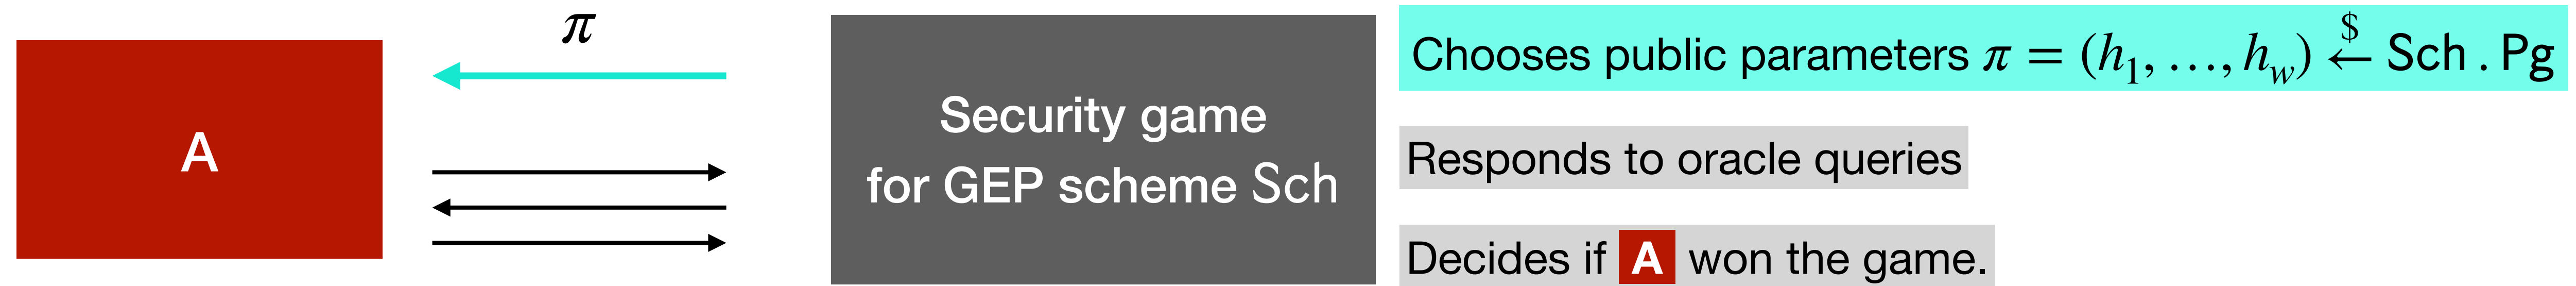 π
A
Security game
for GEP scheme Sch
Chooses public parameters π = (h₁, …, h_w) ←$ Sch . Pg
Responds to oracle queries
Decides if A won the game.